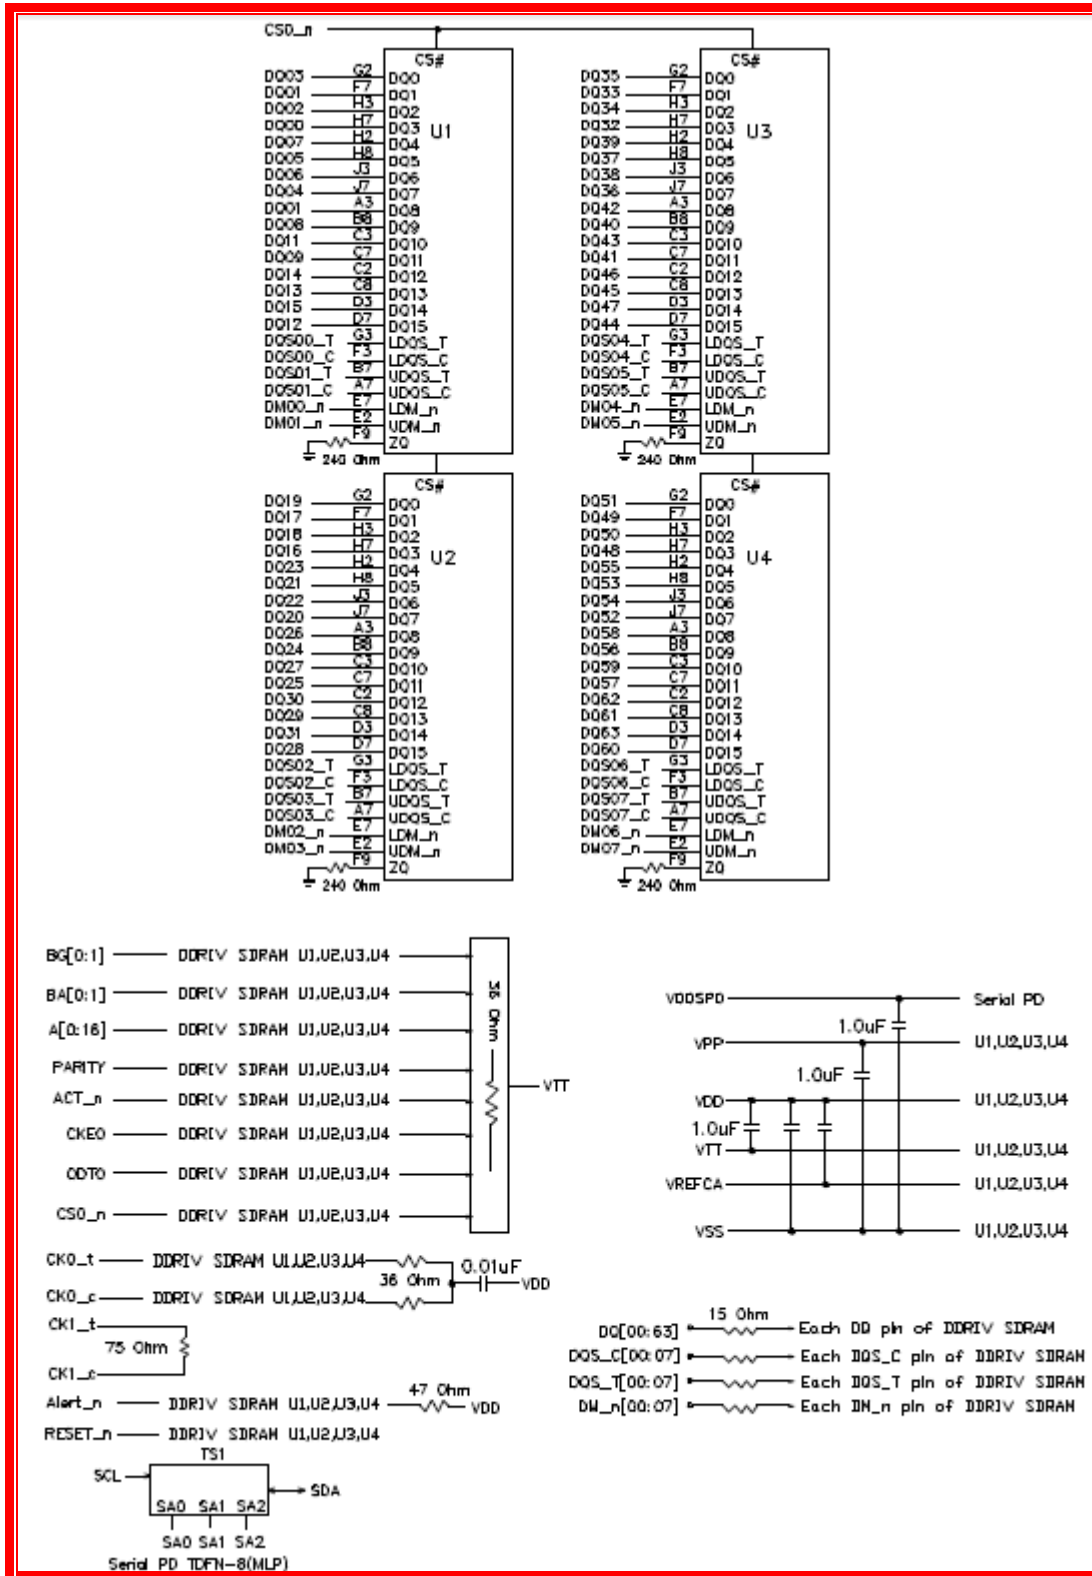 CS0_n
CS#
DQ03 G2 DQ0
DQ01 F7 DQ1
DQ02 H3 DQ2
DQ00 H7 DQ3
DQ07 H2 DQ4
DQ05 H8 DQ5
DQ06 J3 DQ6
DQ04 J7 DQ7
DQ01 A3 DQ8
DQ08 B8 DQ9
DQ11 C3 DQ10
DQ09 C7 DQ11
DQ14 C2 DQ12
DQ13 C8 DQ13
DQ15 D3 DQ14
DQ12 D7 DQ15
DQS00_T G3 LDQS_T
DQS00_C F3 LDQS_C
DQS01_T B7 UDQS_T
DQS01_C A7 UDQS_C
DM00_n E7 LDM_n
DM01_n E2 UDM_n
F9 ZQ
240 Ohm
U1
CS#
DQ35 G2 DQ0
DQ33 F7 DQ1
DQ34 H3 DQ2
DQ32 H7 DQ3
DQ39 H2 DQ4
DQ37 H8 DQ5
DQ38 J3 DQ6
DQ36 J7 DQ7
DQ42 A3 DQ8
DQ40 B8 DQ9
DQ43 C3 DQ10
DQ41 C7 DQ11
DQ46 C2 DQ12
DQ45 C8 DQ13
DQ47 D3 DQ14
DQ44 D7 DQ15
DQS04_T G3 LDQS_T
DQS04_C F3 LDQS_C
DQS05_T B7 UDQS_T
DQS05_C A7 UDQS_C
DM04_n E7 LDM_n
DM05_n E2 UDM_n
F9 ZQ
240 Ohm
U3
CS#
DQ19 G2 DQ0
DQ17 F7 DQ1
DQ18 H3 DQ2
DQ16 H7 DQ3
DQ23 H2 DQ4
DQ21 H8 DQ5
DQ22 J3 DQ6
DQ20 J7 DQ7
DQ26 A3 DQ8
DQ24 B8 DQ9
DQ27 C3 DQ10
DQ25 C7 DQ11
DQ30 C2 DQ12
DQ29 C8 DQ13
DQ31 D3 DQ14
DQ28 D7 DQ15
DQS02_T G3 LDQS_T
DQS02_C F3 LDQS_C
DQS03_T B7 UDQS_T
DQS03_C A7 UDQS_C
DM02_n E7 LDM_n
DM03_n E2 UDM_n
F9 ZQ
240 Ohm
U2
CS#
DQ51 G2 DQ0
DQ49 F7 DQ1
DQ50 H3 DQ2
DQ48 H7 DQ3
DQ55 H2 DQ4
DQ53 H8 DQ5
DQ54 J3 DQ6
DQ52 J7 DQ7
DQ58 A3 DQ8
DQ56 B8 DQ9
DQ59 C3 DQ10
DQ57 C7 DQ11
DQ62 C2 DQ12
DQ61 C8 DQ13
DQ63 D3 DQ14
DQ60 D7 DQ15
DQS06_T G3 LDQS_T
DQS06_C F3 LDQS_C
DQS07_T B7 UDQS_T
DQS07_C A7 UDQS_C
DM06_n E7 LDM_n
DM07_n E2 UDM_n
F9 ZQ
240 Ohm
U4
BG[0:1] DDRIV SDRAM U1,U2,U3,U4
BA[0:1] DDRIV SDRAM U1,U2,U3,U4
A[0:16] DDRIV SDRAM U1,U2,U3,U4
PARITY DDRIV SDRAM U1,U2,U3,U4
ACT_n DDRIV SDRAM U1,U2,U3,U4
CKE0 DDRIV SDRAM U1,U2,U3,U4
ODT0 DDRIV SDRAM U1,U2,U3,U4
CS0_n DDRIV SDRAM U1,U2,U3,U4
36 Ohm
VTT
CK0_t DDRIV SDRAM U1,U2,U3,U4
36 Ohm
0.01uF
VDD
CK0_c DDRIV SDRAM U1,U2,U3,U4
CK1_t
75 Ohm
CK1_c
Alert_n DDRIV SDRAM U1,U2,U3,U4
47 Ohm
VDD
RESET_n DDRIV SDRAM U1,U2,U3,U4
TS1
SCL
SDA
SA0 SA1 SA2
SA0 SA1 SA2
Serial PD TDFN-8(MLP)
VDDSPD Serial PD
1.0uF
VPP U1,U2,U3,U4
1.0uF
VDD U1,U2,U3,U4
1.0uF
VTT U1,U2,U3,U4
VREFCA U1,U2,U3,U4
VSS U1,U2,U3,U4
15 Ohm
DQ[00:63] Each DQ pin of DDRIV SDRAM
DQS_C[00:07] Each DQS_C pin of DDRIV SDRAM
DQS_T[00:07] Each DQS_T pin of DDRIV SDRAM
DM_n[00:07] Each DM_n pin of DDRIV SDRAM